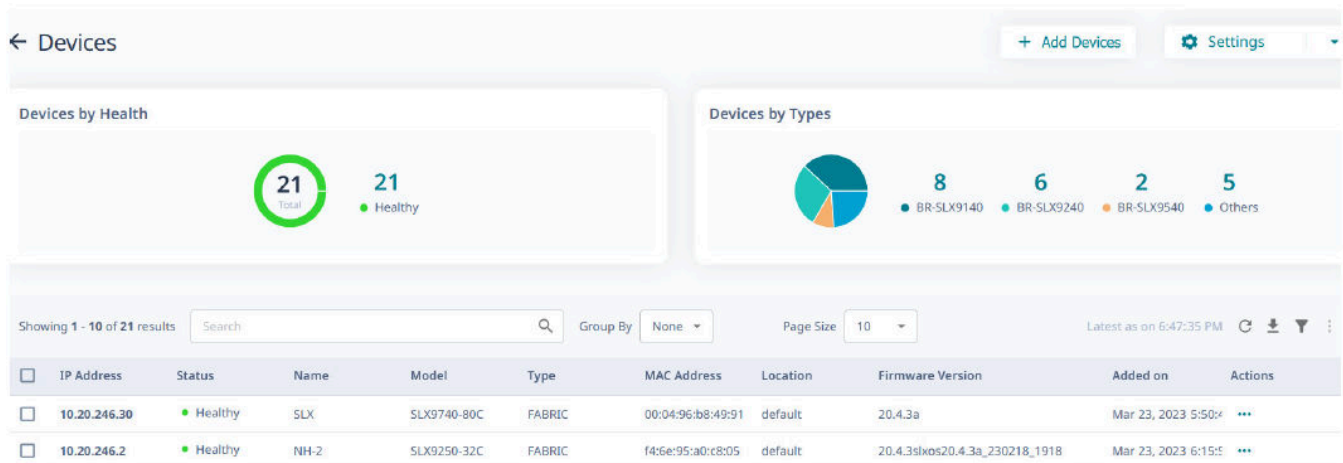 ← Devices
+ Add Devices
Settings
Devices by Health
Devices by Types
21
Total
21
Healthy
8
BR-SLX9140
6
BR-SLX9240
2
BR-SLX9540
5
Others
Showing 1 - 10 of 21 results Search Group By None Page Size 10 Latest as on 6:47:35 PM
IP Address Status Name Model Type MAC Address Location Firmware Version Added on Actions
10.20.246.30 Healthy SLX SLX9740-80C FABRIC 00:04:96:b8:49:91 default 20.4.3a Mar 23, 2023 5:50: •••
10.20.246.2 Healthy NH-2 SLX9250-32C FABRIC f4:6e:95:a0:c8:05 default 20.4.3slxos20.4.3a_230218_1918 Mar 23, 2023 6:15: •••